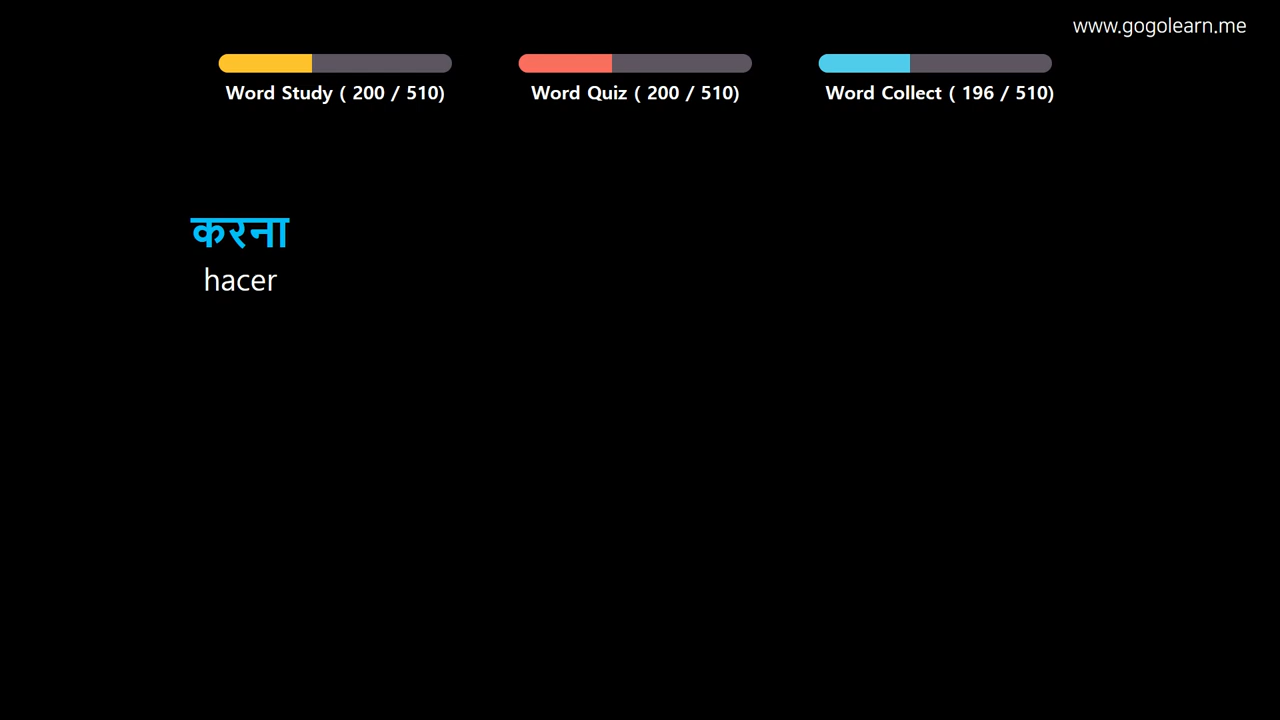 www.gogolearn.me
Word Study ( 200 / 510)
Word Quiz ( 200 / 510)
Word Collect ( 196 / 510)
करना
hacer